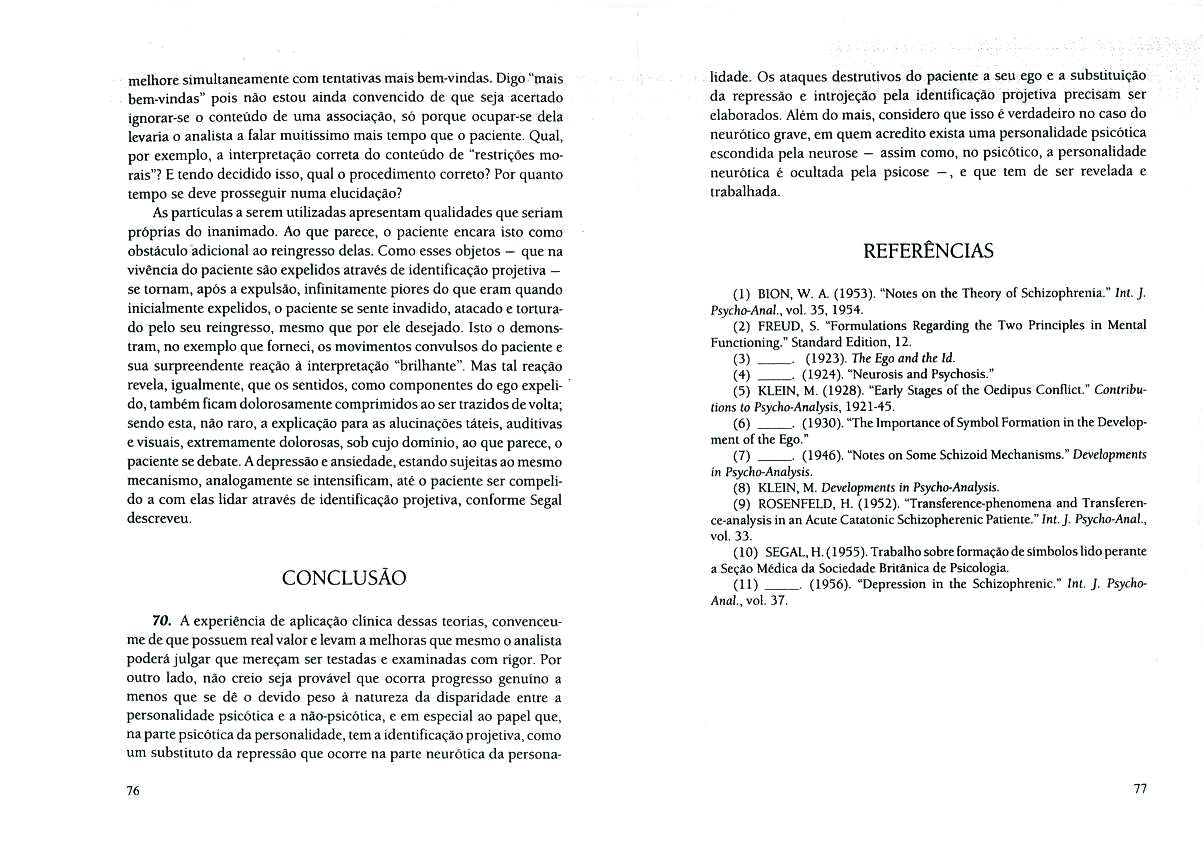 melhore simultaneamente com tentativas mais bem-vindas. Digo "mais
bem-vindas" pois não estou ainda convencido de que seja acertado
ignorar-se o conteúdo de uma associação, só porque ocupar-se dela
levaria o analista a falar muitíssimo mais tempo que o paciente. Qual,
por exemplo, a interpretação correta do conteúdo de "restrições mo-
rais"? E tendo decidido isso, qual o procedimento correto? Por quanto
tempo se deve prosseguir numa elucidação?
As partículas a serem utilizadas apresentam qualidades que seriam
próprias do inanimado. Ao que parece, o paciente encara isto como
obstáculo adicional ao reingresso delas. Como esses objetos — que na
vivência do paciente são expelidos através de identificação projetiva —
se tornam, após a expulsão, infinitamente piores do que eram quando
inicialmente expelidos, o paciente se sente invadido, atacado e tortura-
do pelo seu reingresso, mesmo que por ele desejado. Isto o demons-
tram, no exemplo que forneci, os movimentos convulsos do paciente e
sua surpreendente reação à interpretação "brilhante". Mas tal reação
revela, igualmente, que os sentidos, como componentes do ego expeli-
do, também ficam dolorosamente comprimidos ao ser trazidos de volta;
sendo esta, não raro, a explicação para as alucinações táteis, auditivas
e visuais, extremamente dolorosas, sob cujo domínio, ao que parece, o
paciente se debate. A depressão e ansiedade, estando sujeitas ao mesmo
mecanismo, analogamente se intensificam, até o paciente ser compeli-
do a com elas lidar através de identificação projetiva, conforme Segal
descreveu.
CONCLUSÃO
70. A experiência de aplicação clínica dessas teorias, convenceu-
me de que possuem real valor e levam a melhoras que mesmo o analista
poderá julgar que mereçam ser testadas e examinadas com rigor. Por
outro lado, não creio seja provável que ocorra progresso genuíno a
menos que se dê o devido peso à natureza da disparidade entre a
personalidade psicótica e a não-psicótica, e em especial ao papel que,
na parte psicótica da personalidade, tem a identificação projetiva, como
um substituto da repressão que ocorre na parte neurótica da persona-
76
lidade. Os ataques destrutivos do paciente a seu ego e a substituição
da repressão e introjeção pela identificação projetiva precisam ser
elaborados. Além do mais, considero que isso é verdadeiro no caso do
neurótico grave, em quem acredito exista uma personalidade psicótica
escondida pela neurose — assim como, no psicótico, a personalidade
neurótica é ocultada pela psicose —, e que tem de ser revelada e
trabalhada.
REFERÊNCIAS
(1) BION, W. A. (1953). "Notes on the Theory of Schizophrenia." Int. J.
Psycho-Anal., vol. 35, 1954.
(2) FREUD, S. "Formulations Regarding the Two Principles in Mental
Functioning." Standard Edition, 12.
(3) _____. (1923). The Ego and the Id.
(4) _____. (1924). "Neurosis and Psychosis."
(5) KLEIN, M. (1928). "Early Stages of the Oedipus Conflict." Contribu-
tions to Psycho-Analysis, 1921-45.
(6) _____. (1930). "The Importance of Symbol Formation in the Develop-
ment of the Ego."
(7) _____. (1946). "Notes on Some Schizoid Mechanisms." Developments
in Psycho-Analysis.
(8) KLEIN, M. Developments in Psycho-Analysis.
(9) ROSENFELD, H. (1952). "Transference-phenomena and Transferen-
ce-analysis in an Acute Catatonic Schizopherenic Patiente." Int. J. Psycho-Anal.,
vol. 33.
(10) SEGAL, H. (1955). Trabalho sobre formação de símbolos lido perante
a Seção Médica da Sociedade Britânica de Psicologia.
(11) _____. (1956). "Depression in the Schizophrenic." Int. J. Psycho-
Anal., vol. 37.
77